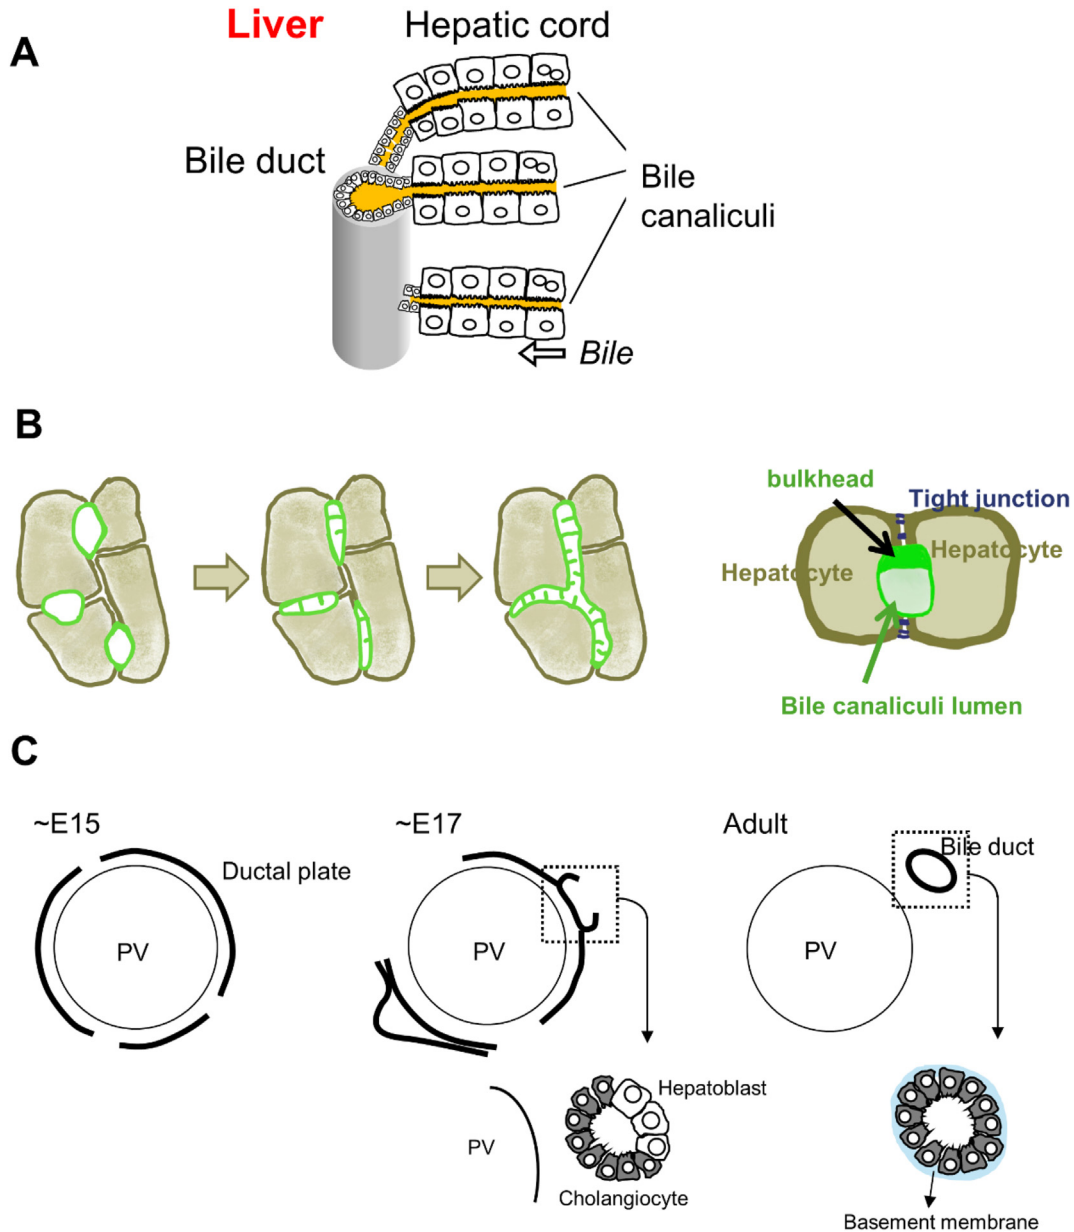 A
Liver
Hepatic cord
Bile duct
Bile
canaliculi
Bile
B
bulkhead
Tight junction
Hepatocyte
Hepatocyte
Bile canaliculi lumen
C
~E15
~E17
Adult
Ductal plate
Bile duct
PV
PV
PV
Hepatoblast
PV
Cholangiocyte
Basement membrane